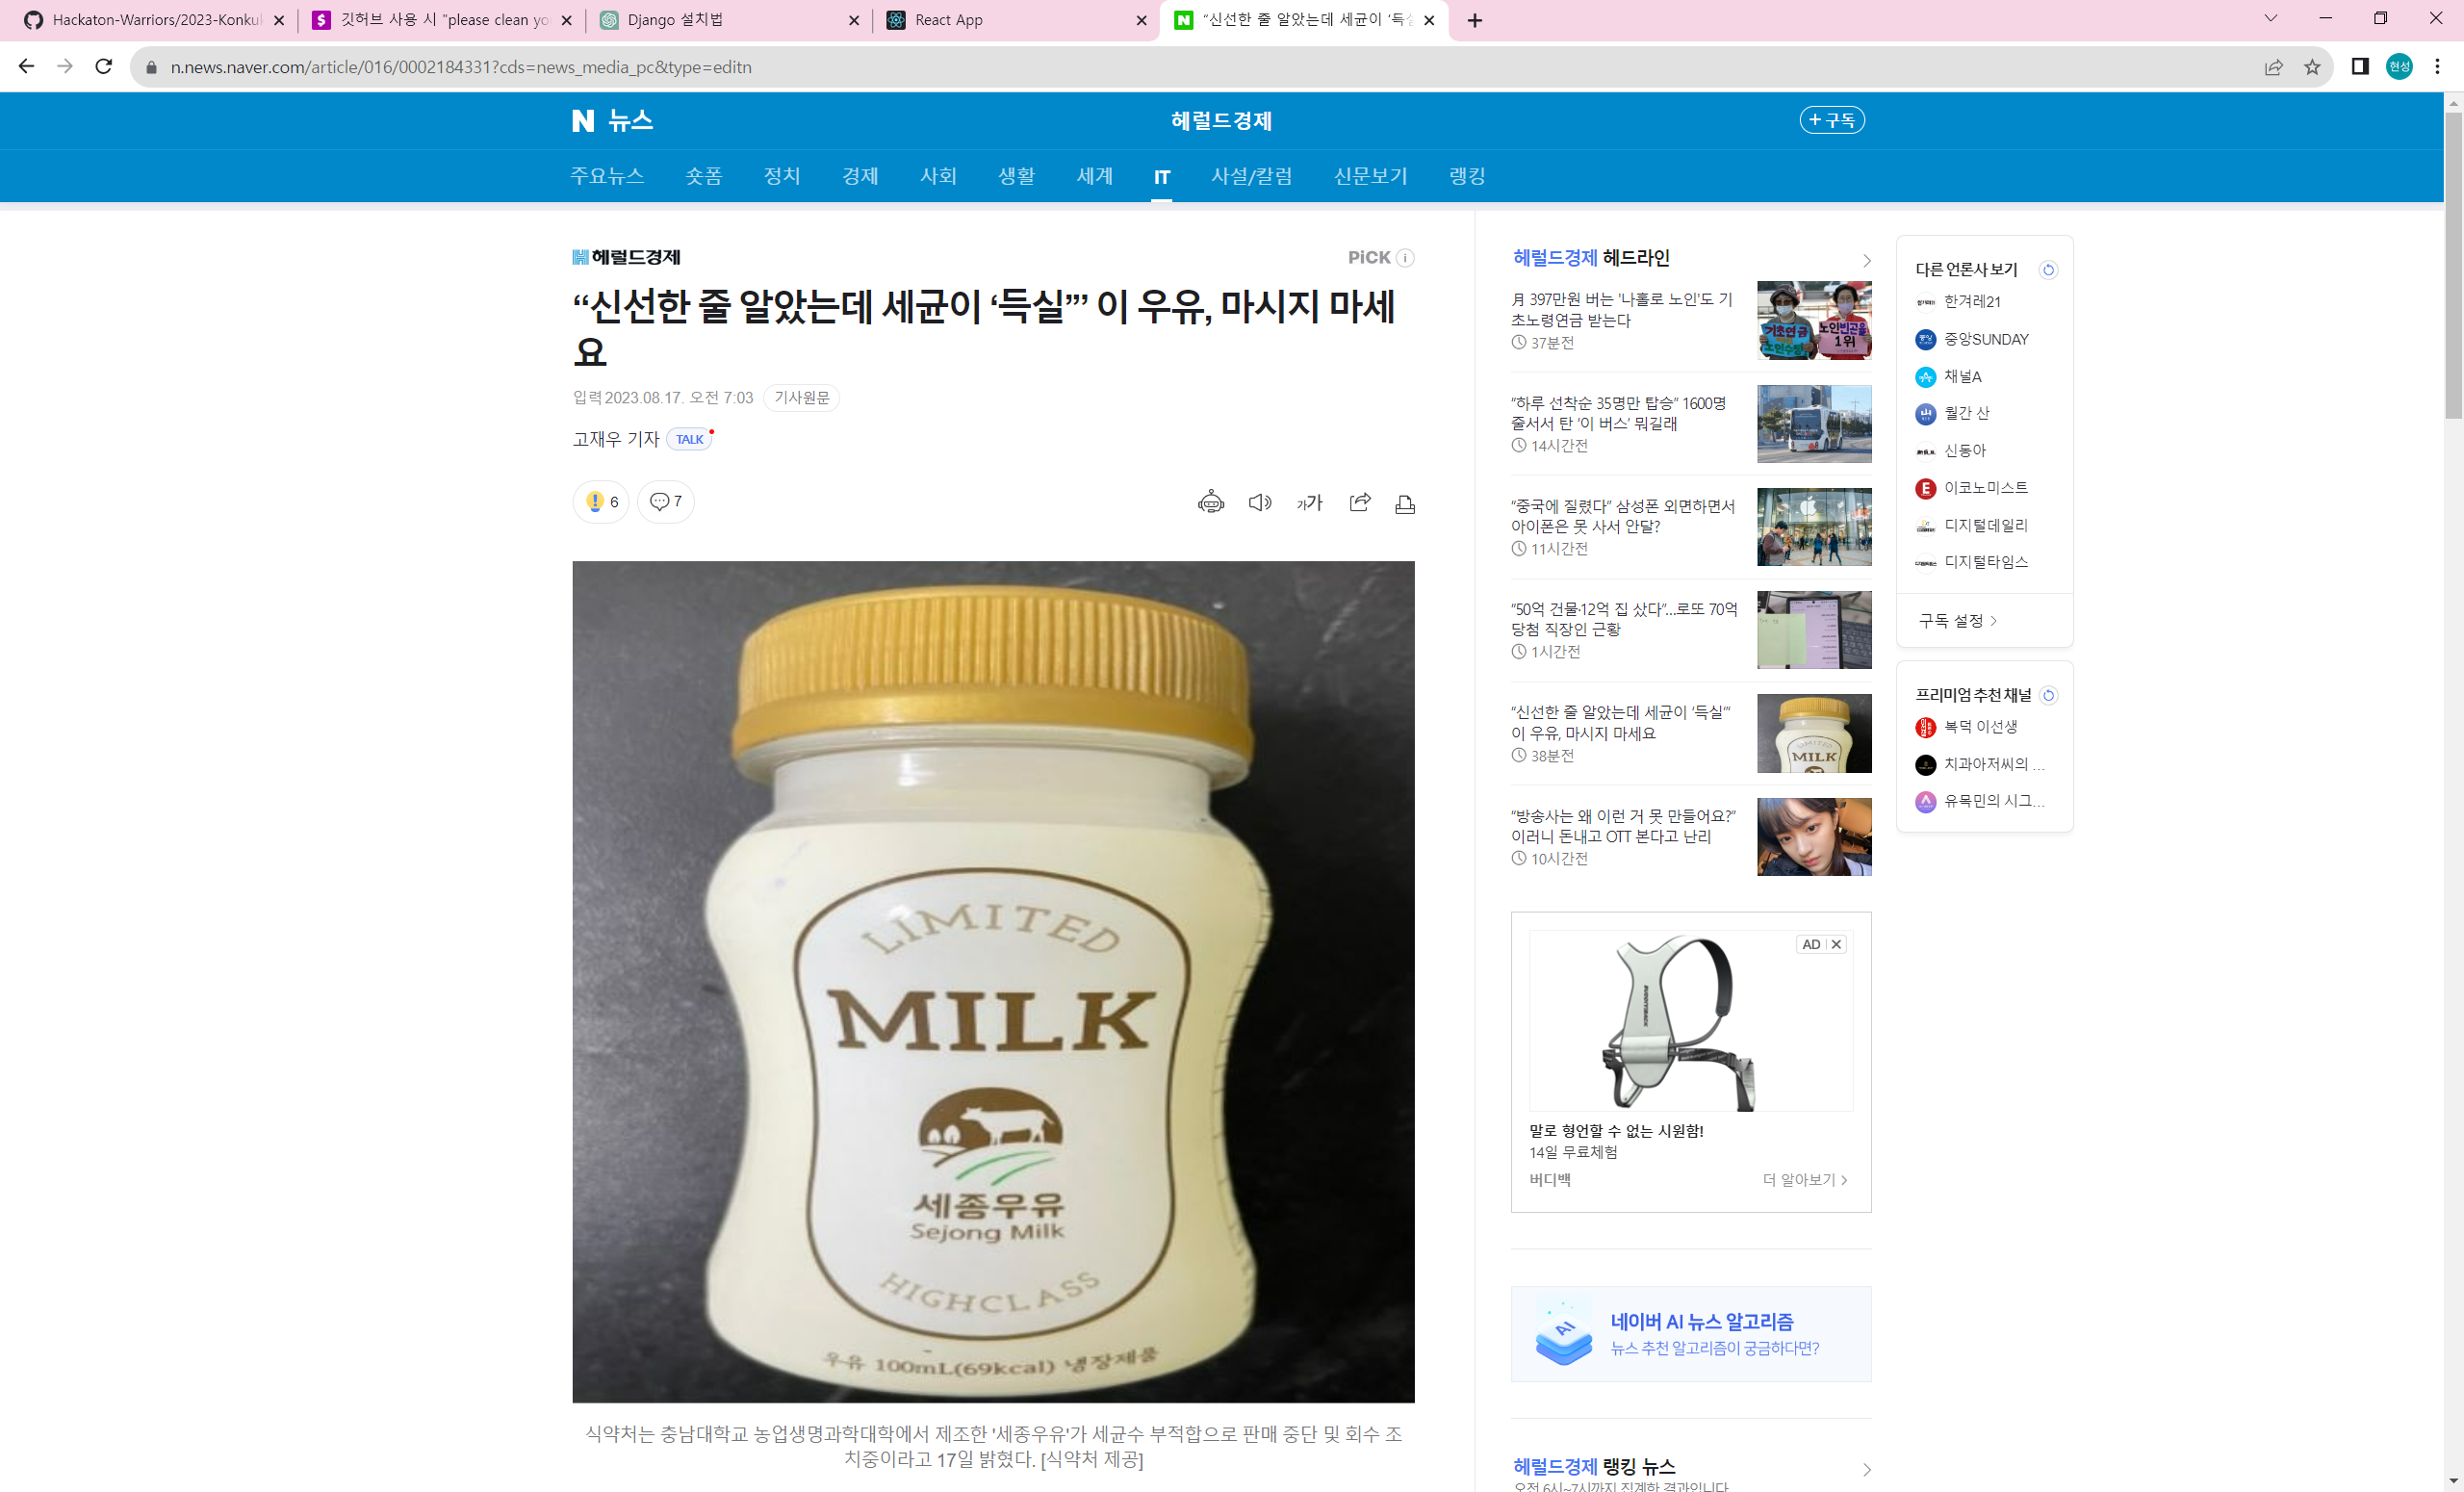 Hackaton-Warriors/2023-Konkuk
깃허브 사용 시 "please clean yo
Django 설치법
React App
“신선한 줄 알았는데 세균이 ‘득실
n.news.naver.com/article/016/0002184331?cds=news_media_pc&type=editn
현성
N 뉴스
헤럴드경제
+ 구독
주요뉴스 숏폼 정치 경제 사회 생활 세계 IT 사설/칼럼 신문보기 랭킹
헤럴드경제
PiCK
“신선한 줄 알았는데 세균이 ‘득실’” 이 우유, 마시지 마세
요
입력 2023.08.17. 오전 7:03 기사원문
고재우 기자 TALK
6 7
가가
LIMITED
MILK
세종우유
Sejong Milk
HIGHCLASS
우유 100mL(69kcal) 냉장제품
식약처는 충남대학교 농업생명과학대학에서 제조한 '세종우유'가 세균수 부적합으로 판매 중단 및 회수 조
치중이라고 17일 밝혔다. [식약처 제공]
헤럴드경제 헤드라인
月 397만원 버는 '나홀로 노인'도 기
초노령연금 받는다
37분전
기초연금
노인빈곤율
1위
“하루 선착순 35명만 탑승” 1600명
줄서서 탄 ‘이 버스’ 뭐길래
14시간전
“중국에 질렸다” 삼성폰 외면하면서
아이폰은 못 사서 안달?
11시간전
“50억 건물·12억 집 샀다”…로또 70억
당첨 직장인 근황
1시간전
“신선한 줄 알았는데 세균이 ‘득실’”
이 우유, 마시지 마세요
38분전
LIMITED
MILK
“방송사는 왜 이런 거 못 만들어요?”
이러니 돈내고 OTT 본다고 난리
10시간전
AD
말로 형언할 수 없는 시원함!
14일 무료체험
버디백
더 알아보기
AI
네이버 AI 뉴스 알고리즘
뉴스 추천 알고리즘이 궁금하다면?
헤럴드경제 랭킹 뉴스
오전 6시~7시까지 집계한 결과입니다
다른 언론사 보기
한겨레21
중앙SUNDAY
채널A
월간 산
신동아
이코노미스트
디지털데일리
디지털타임스
구독 설정
프리미엄 추천 채널
복덕 이선생
치과아저씨의 ...
유목민의 시그...